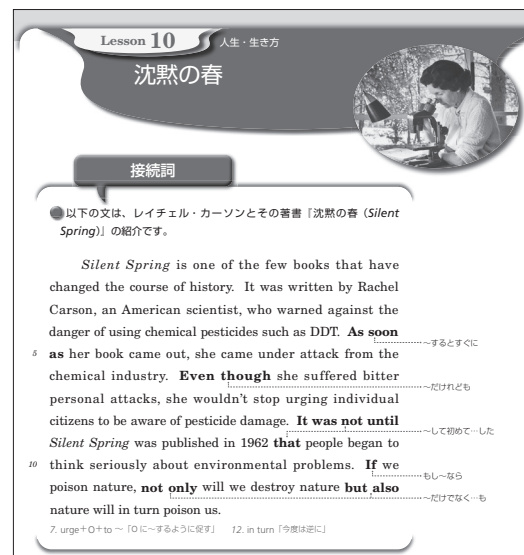 Lesson 10
人生・生き方
沈黙の春
接続詞
以下の文は、レイチェル・カーソンとその著書『沈黙の春（Silent
Spring）』の紹介です。
Silent Spring is one of the few books that have
changed the course of history. It was written by Rachel
Carson, an American scientist, who warned against the
danger of using chemical pesticides such as DDT. As soon
〜するとすぐに
5 as her book came out, she came under attack from the
chemical industry. Even though she suffered bitter
〜だけれども
personal attacks, she wouldn't stop urging individual
citizens to be aware of pesticide damage. It was not until
〜して初めて…した
Silent Spring was published in 1962 that people began to
10 think seriously about environmental problems. If we
もし〜なら
poison nature, not only will we destroy nature but also
〜だけでなく…も
nature will in turn poison us.
7. urge＋O＋to 〜「Oに〜するように促す」 12. in turn「今度は逆に」